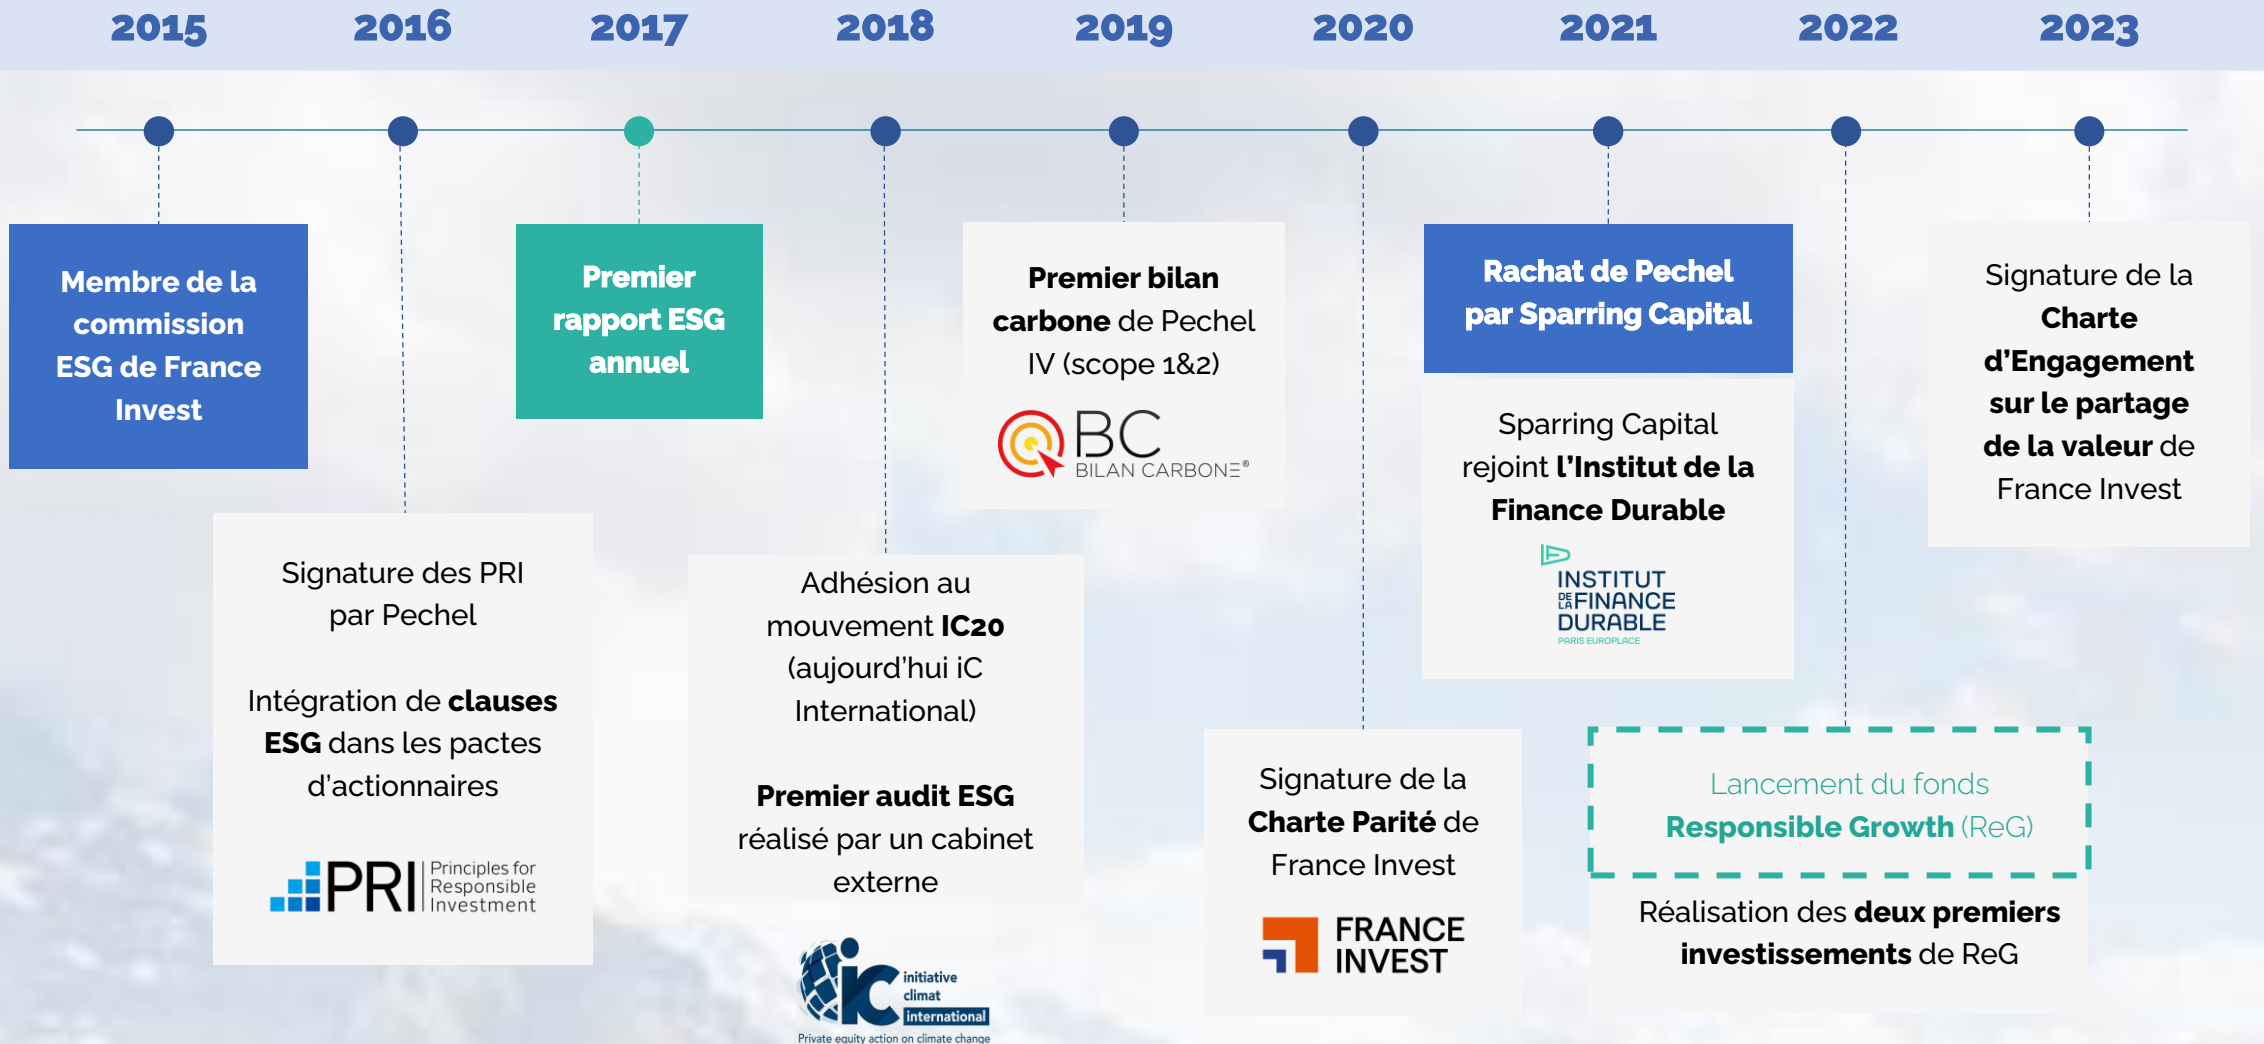 2015 2016 2017 2018 2019 2020 2021 2022 2023
Membre de la
commission
ESG de France
Invest
Signature des PRI
par Pechel
Intégration de clauses
ESG dans les pactes
d'actionnaires
PRI
Principles for
Responsible
Investment
Premier
rapport ESG
annuel
Adhésion au
mouvement IC20
(aujourd'hui iC
International)
Premier audit ESG
réalisé par un cabinet
externe
iC
initiative
climat
international
Private equity action on climate change
Premier bilan
carbone de Pechel
IV (scope 1&2)
BC
BILAN CARBONE®
Signature de la
Charte Parité de
France Invest
FRANCE
INVEST
Rachat de Pechel
par Sparring Capital
Sparring Capital
rejoint l'Institut de la
Finance Durable
INSTITUT
DE LA FINANCE
DURABLE
PARIS EUROPLACE
Lancement du fonds
Responsible Growth (ReG)
Réalisation des deux premiers
investissements de ReG
Signature de la
Charte
d'Engagement
sur le partage
de la valeur de
France Invest